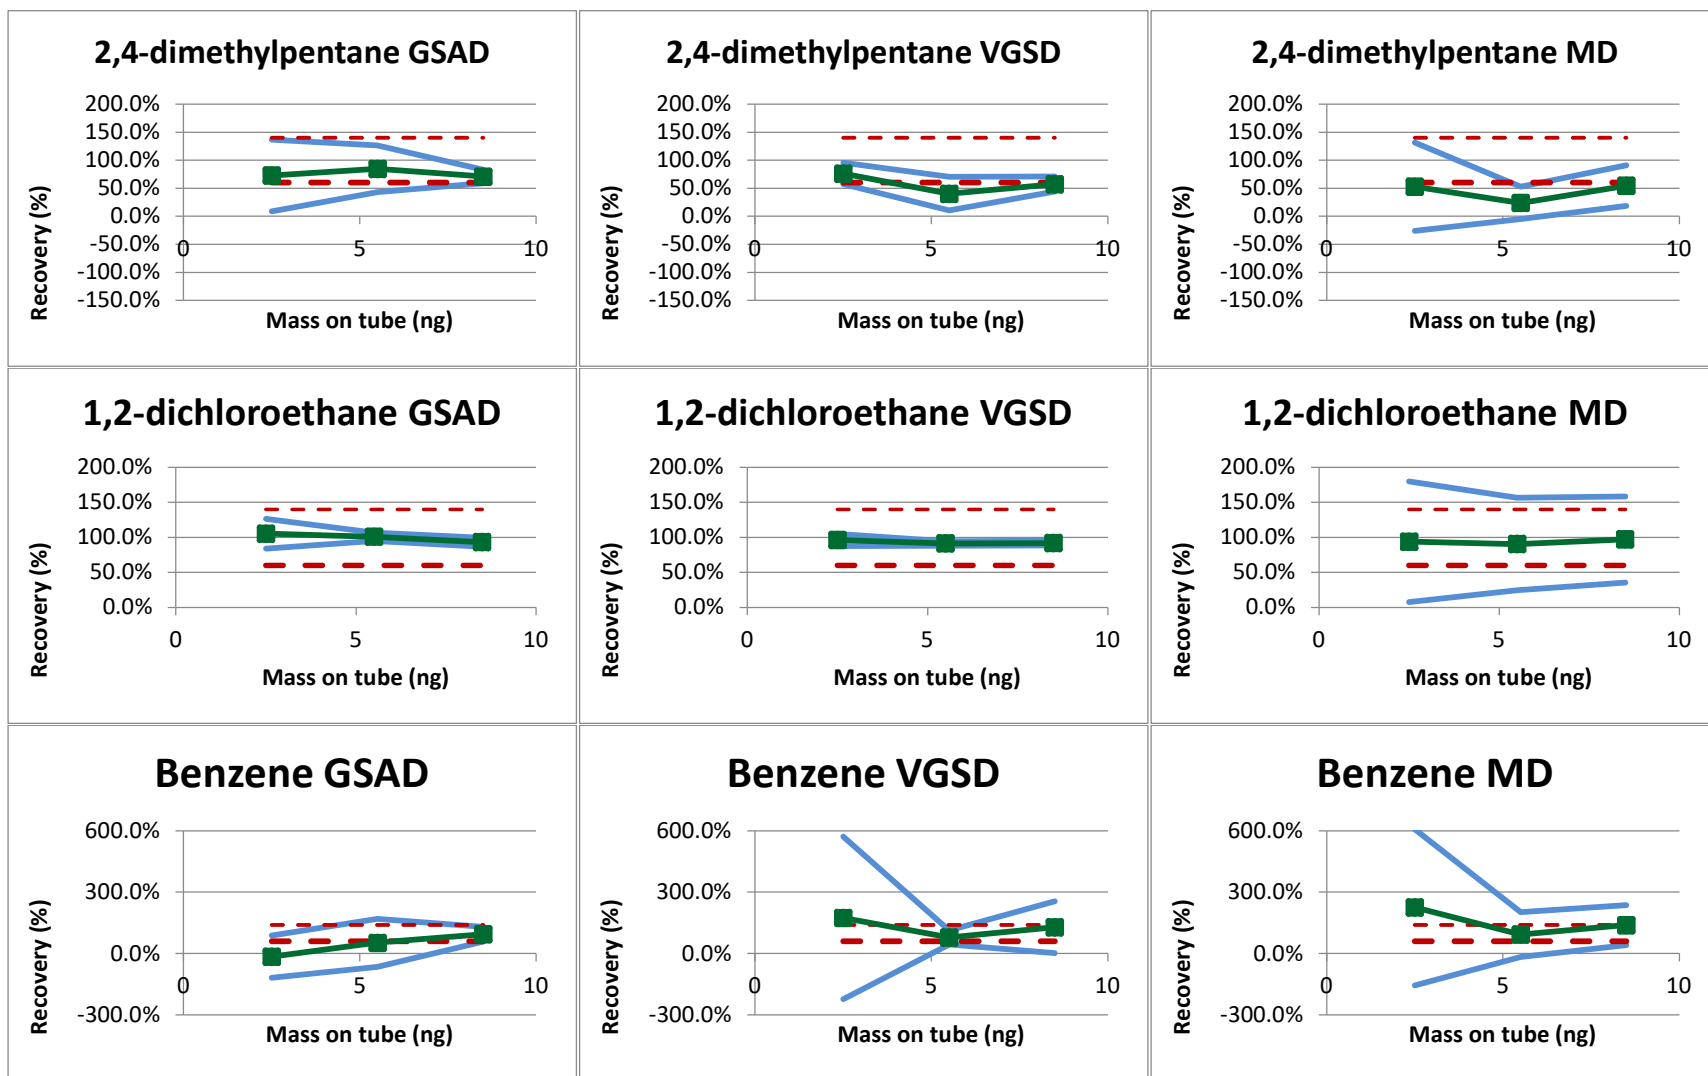 2,4-dimethylpentane GSAD
200.0%
150.0%
100.0%
50.0%
0.0%
-50.0%
-100.0%
-150.0%
0
5
10
Recovery (%)
Mass on tube (ng)
2,4-dimethylpentane VGSD
200.0%
150.0%
100.0%
50.0%
0.0%
-50.0%
-100.0%
-150.0%
0
5
10
Recovery (%)
Mass on tube (ng)
2,4-dimethylpentane MD
200.0%
150.0%
100.0%
50.0%
0.0%
-50.0%
-100.0%
-150.0%
0
5
10
Recovery (%)
Mass on tube (ng)
1,2-dichloroethane GSAD
200.0%
150.0%
100.0%
50.0%
0.0%
0
5
10
Recovery (%)
Mass on tube (ng)
1,2-dichloroethane VGSD
200.0%
150.0%
100.0%
50.0%
0.0%
0
5
10
Recovery (%)
Mass on tube (ng)
1,2-dichloroethane MD
200.0%
150.0%
100.0%
50.0%
0.0%
0
5
10
Recovery (%)
Mass on tube (ng)
Benzene GSAD
600.0%
300.0%
0.0%
-300.0%
0
5
10
Recovery (%)
Mass on tube (ng)
Benzene VGSD
600.0%
300.0%
0.0%
-300.0%
0
5
10
Recovery (%)
Mass on tube (ng)
Benzene MD
600.0%
300.0%
0.0%
-300.0%
0
5
10
Recovery (%)
Mass on tube (ng)